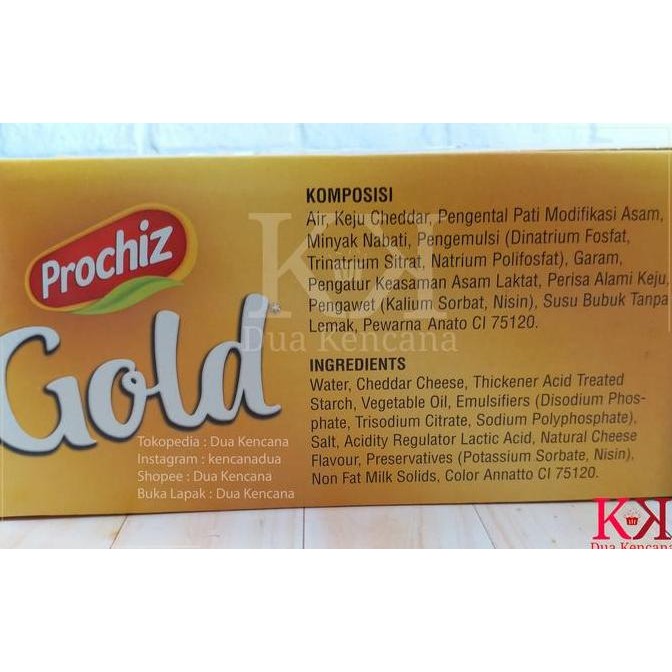 Prochiz
Gold
KOMPOSISI
Air, Keju Cheddar, Pengental Pati Modifikasi Asam,
Minyak Nabati, Pengemulsi (Dinatrium Fosfat,
Trinatrium Sitrat, Natrium Polifosfat), Garam,
Pengatur Keasaman Asam Laktat, Perisa Alami Keju,
Pengawet (Kalium Sorbat, Nisin), Susu Bubuk Tanpa
Lemak, Pewarna Anato CI 75120.
INGREDIENTS
Water, Cheddar Cheese, Thickener Acid Treated
Starch, Vegetable Oil, Emulsifiers (Disodium Phos-
phate, Trisodium Citrate, Sodium Polyphosphate),
Salt, Acidity Regulator Lactic Acid, Natural Cheese
Flavour, Preservatives (Potassium Sorbate, Nisin),
Non Fat Milk Solids, Color Annatto CI 75120.
KK
Dua Kencana
Tokopedia : Dua Kencana
Instagram : kencanadua
Shopee : Dua Kencana
Buka Lapak : Dua Kencana
KK
Dua Kencana